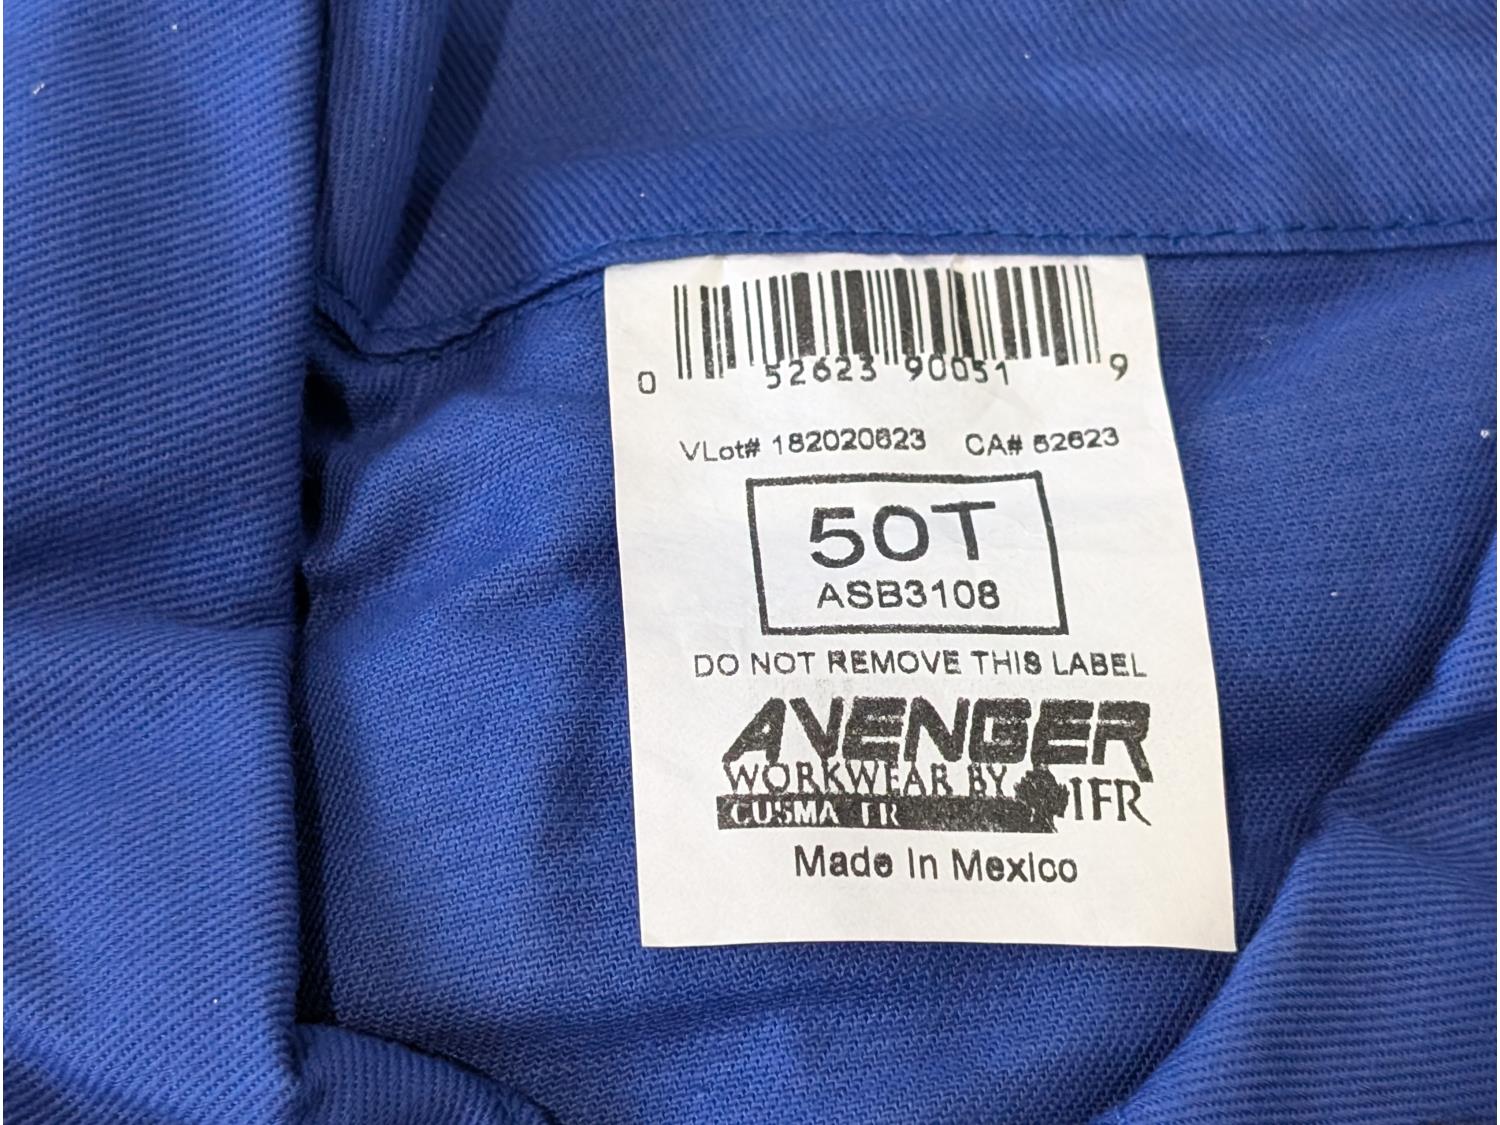 0 52623 90051 9
VLot# 182020623 CA# 52623
50T
ASB3108
DO NOT REMOVE THIS LABEL
AVENGER
WORKWEAR BY IFR
CUSMA FR
Made In Mexico